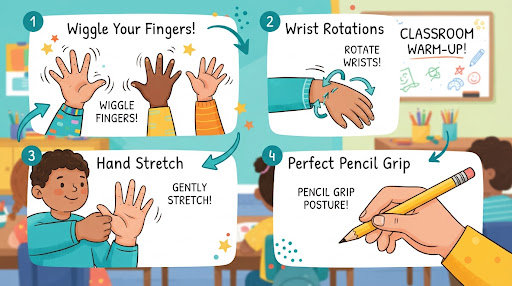 1
Wiggle Your Fingers!
WIGGLE
FINGERS!
2
Wrist Rotations
ROTATE
WRISTS!
CLASSROOM
WARM-UP!
3
Hand Stretch
GENTLY
STRETCH!
4
Perfect Pencil Grip
PENCIL GRIP
POSTURE!